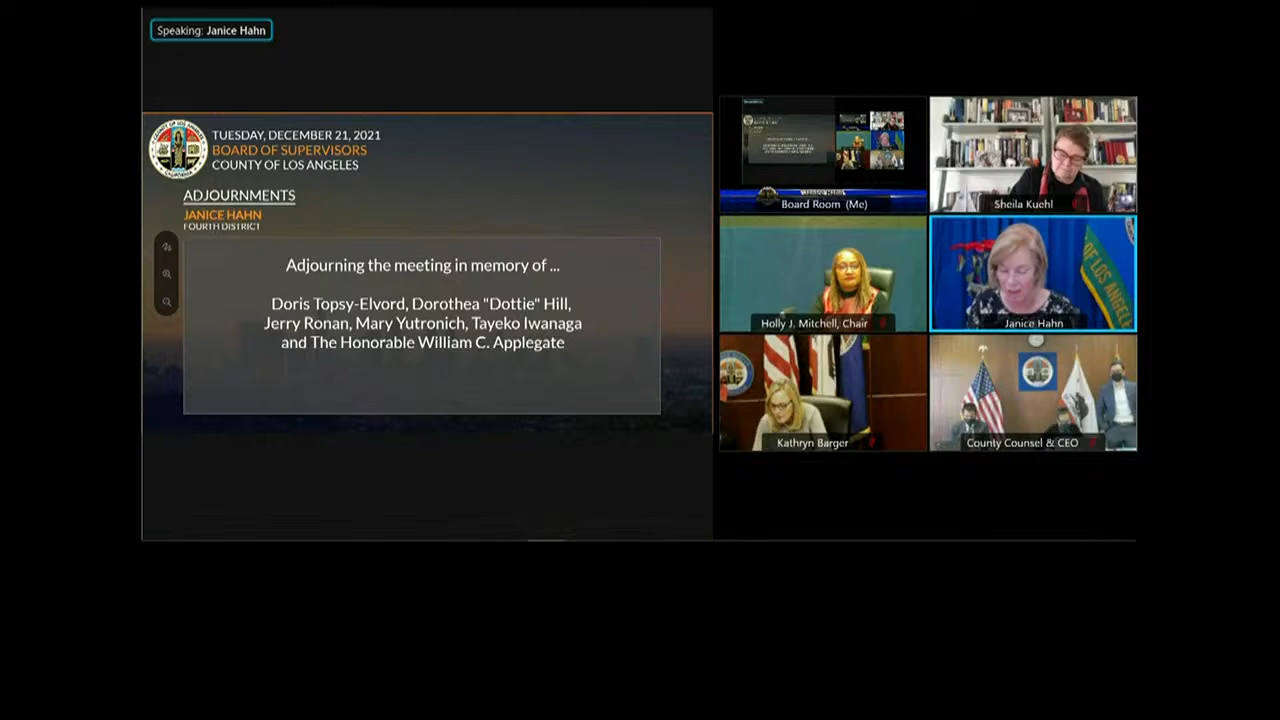 Speaking: Janice Hahn
TUESDAY, DECEMBER 21, 2021
BOARD OF SUPERVISORS
COUNTY OF LOS ANGELES
ADJOURNMENTS
JANICE HAHN
FOURTH DISTRICT
Adjourning the meeting in memory of ...
Doris Topsy-Elvord, Dorothea "Dottie" Hill,
Jerry Ronan, Mary Yutronich, Tayeko Iwanaga
and The Honorable William C. Applegate
Board Room (Me)
Sheila Kuehl
Holly J. Mitchell, Chair
OF LOS ANGELE
Janice Hahn
Kathryn Barger
County Counsel & CEO